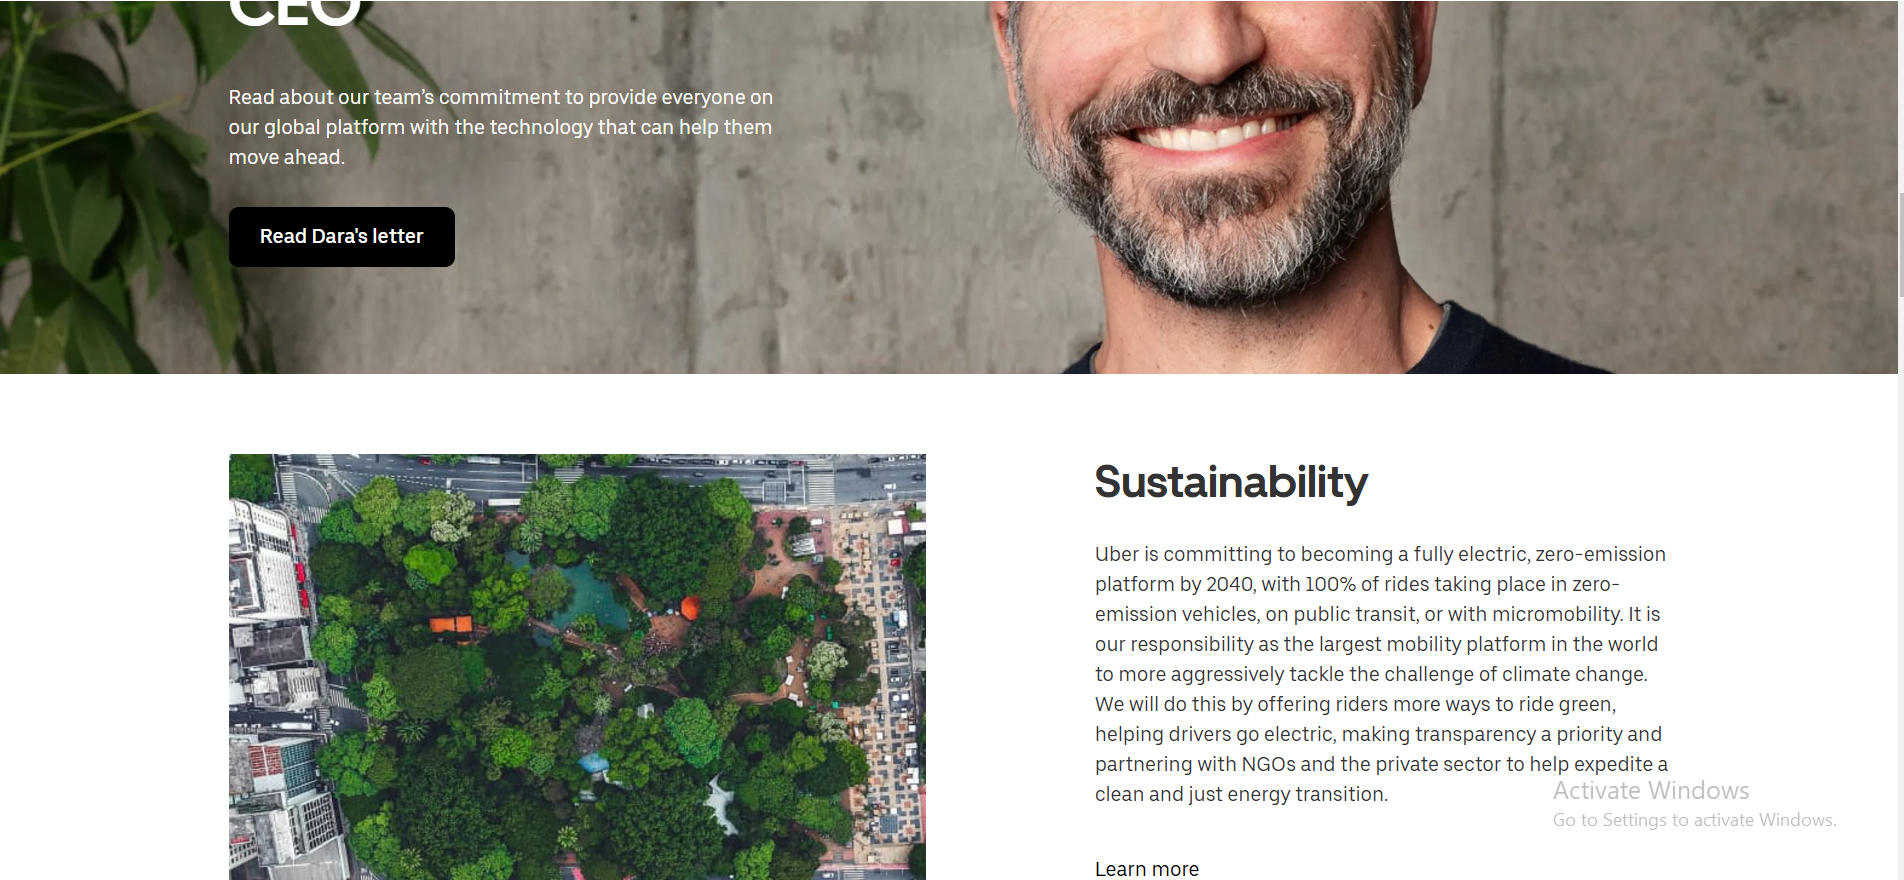 CEO
Read about our team’s commitment to provide everyone on
our global platform with the technology that can help them
move ahead.
Read Dara's letter
Sustainability
Uber is committing to becoming a fully electric, zero-emission
platform by 2040, with 100% of rides taking place in zero-
emission vehicles, on public transit, or with micromobility. It is
our responsibility as the largest mobility platform in the world
to more aggressively tackle the challenge of climate change.
We will do this by offering riders more ways to ride green,
helping drivers go electric, making transparency a priority and
partnering with NGOs and the private sector to help expedite a
clean and just energy transition.
Learn more
Activate Windows
Go to Settings to activate Windows.